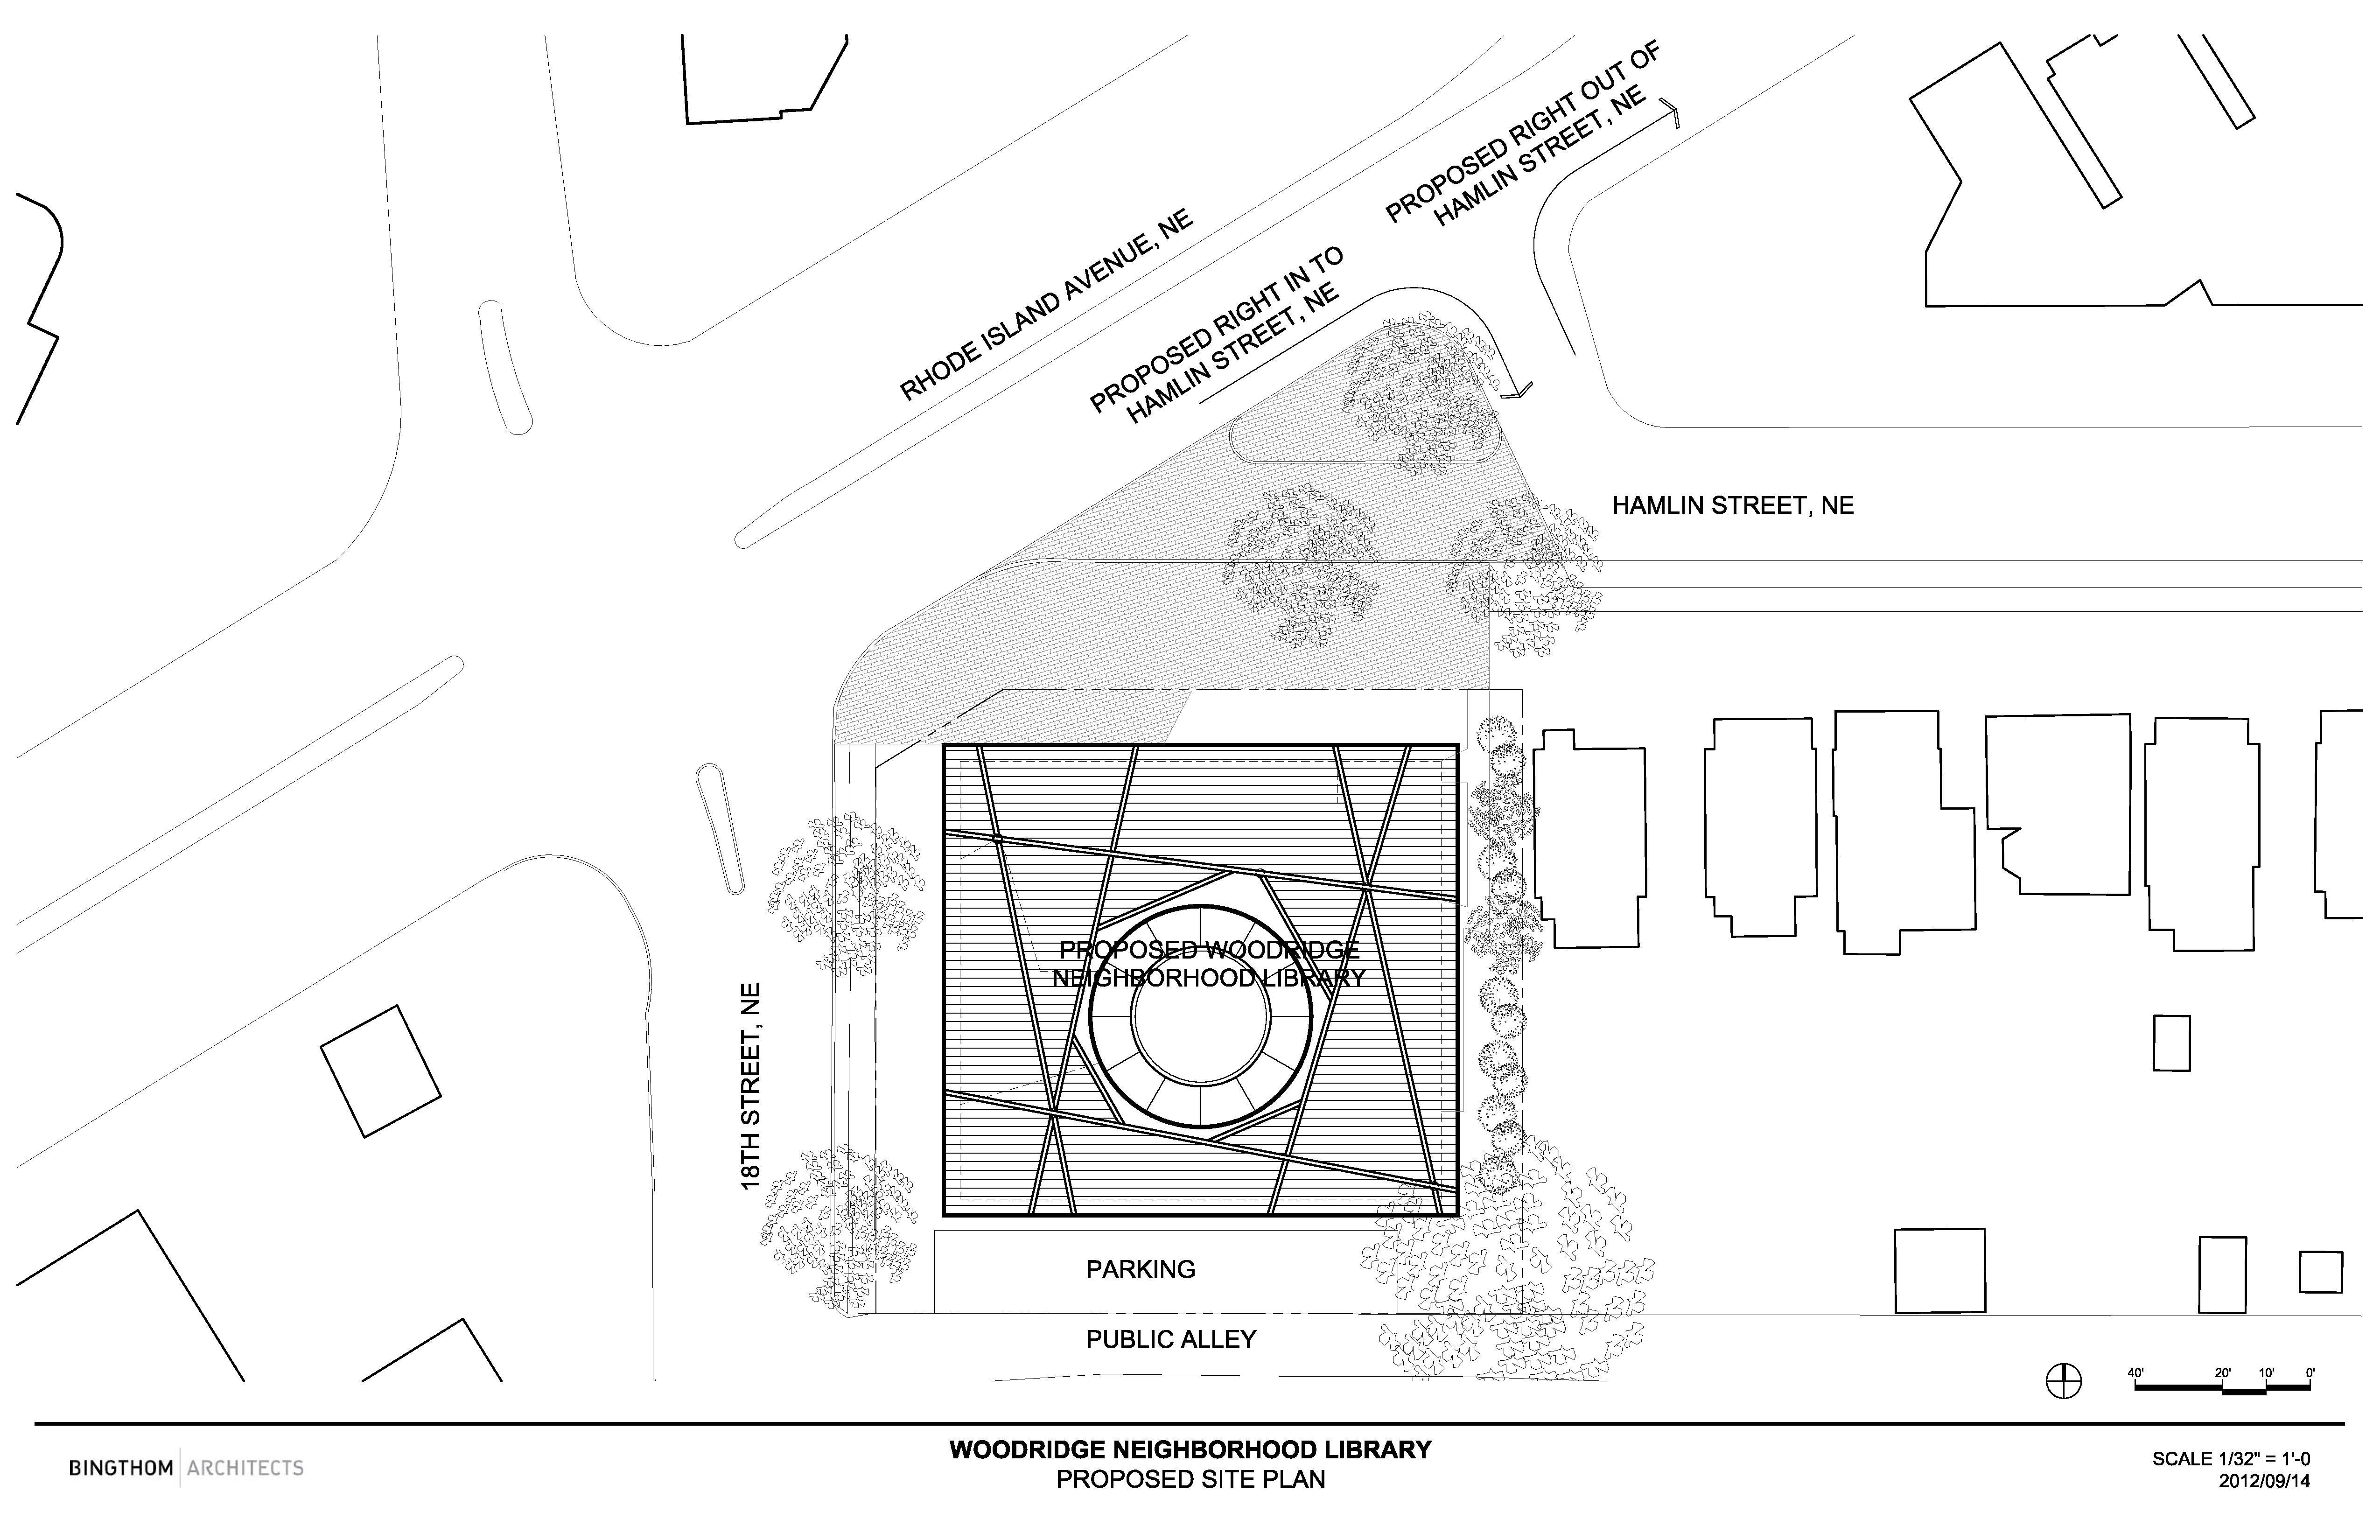 PROPOSED RIGHT OUT OF
HAMLIN STREET, NE
RHODE ISLAND AVENUE, NE
PROPOSED RIGHT IN TO
HAMLIN STREET, NE
HAMLIN STREET, NE
PROPOSED WOODRIDGE
NEIGHBORHOOD LIBRARY
18TH STREET, NE
PARKING
PUBLIC ALLEY
40' 20' 10' 0'
WOODRIDGE NEIGHBORHOOD LIBRARY
PROPOSED SITE PLAN
BINGTHOM ARCHITECTS
SCALE 1/32" = 1'-0
2012/09/14